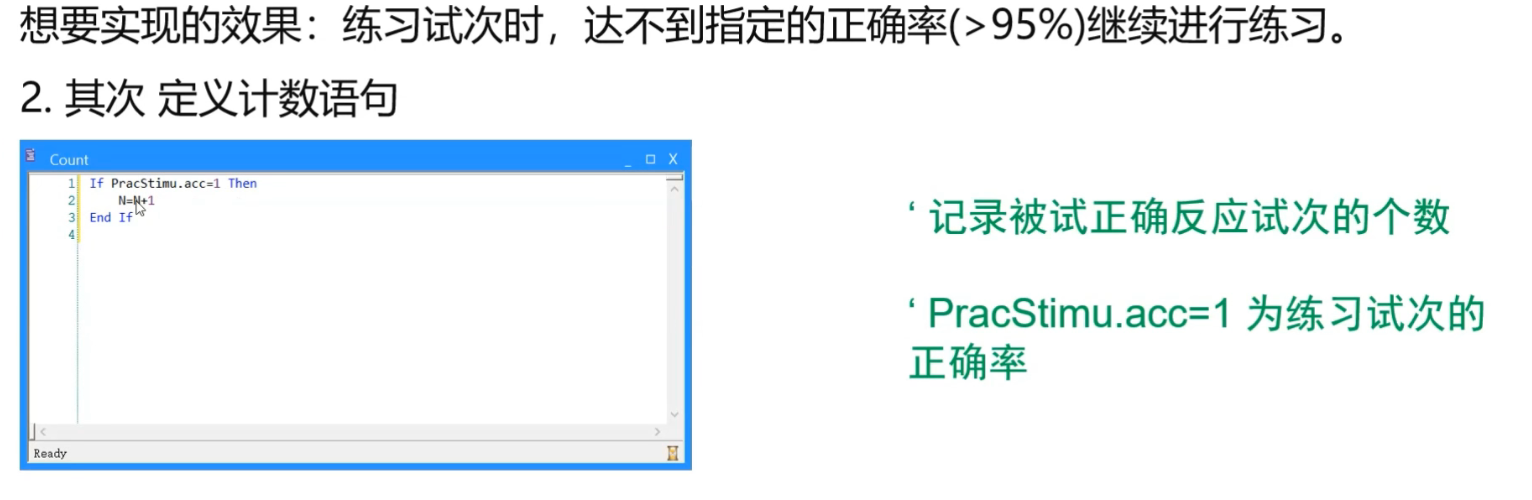 想要实现的效果：练习试次时，达不到指定的正确率(>95%)继续进行练习。
2. 其次 定义计数语句
Count
1 If PracStimu.acc=1 Then
2 N=N+1
3 End If
4
Ready
‘ 记录被试正确反应试次的个数
‘ PracStimu.acc=1 为练习试次的
正确率